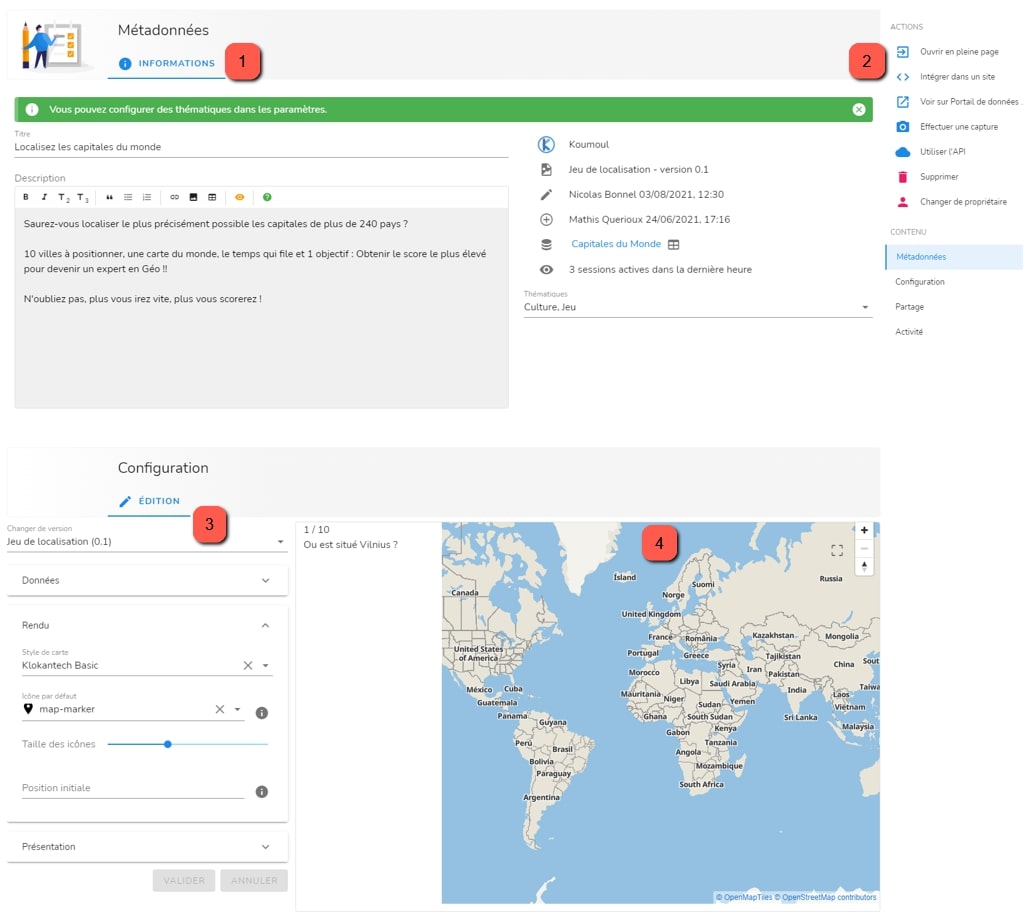 Métadonnées
INFORMATIONS
1
2
ACTIONS
Ouvrir en pleine page
Intégrer dans un site
Voir sur Portail de données .
Effectuer une capture
Utiliser l'API
Supprimer
Changer de propriétaire
CONTENU
Métadonnées
Configuration
Partage
Activité
Vous pouvez configurer des thématiques dans les paramètres.
Titre
Localisez les capitales du monde
Description
B I T2 T3
Saurez-vous localiser le plus précisément possible les capitales de plus de 240 pays ?
10 villes à positionner, une carte du monde, le temps qui file et 1 objectif : Obtenir le score le plus élevé
pour devenir un expert en Géo !!
N'oubliez pas, plus vous irez vite, plus vous scorerez !
Koumoul
Jeu de localisation - version 0.1
Nicolas Bonnel 03/08/2021, 12:30
Mathis Querioux 24/06/2021, 17:16
Capitales du Monde
3 sessions actives dans la dernière heure
Thématiques
Culture, Jeu
Configuration
ÉDITION
3
Changer de version
Jeu de localisation (0.1)
Données
Rendu
Style de carte
Klokantech Basic
Icône par défaut
map-marker
Taille des icônes
Position initiale
Présentation
VALIDER
ANNULER
1 / 10
Ou est situé Vilnius ?
4
Ísland
Suomi
Russia
Norge
Canada
United Kingdom
France
România
Kazakhstan
Mongolia
United States
of America
Portugal
Greece
Tajikistan
China
Sout
Syria
Iran
Pakistan
Morocco
Libya
Saudi Arabia
India
Laos
Taiwa
México
Cuba
Mauritania
Niger
Sudan
Yemen
Vietnam
Guatemala
Ghana
South Sudan
Sri Lanka
Malaysia
Panama
Guyana
Gabon
Kenya
Perú
Brasil
Angola
Tanzania
Bolivia
Mozambique
Paraguay
South Africa
Argentina
© OpenMapTiles © OpenStreetMap contributors